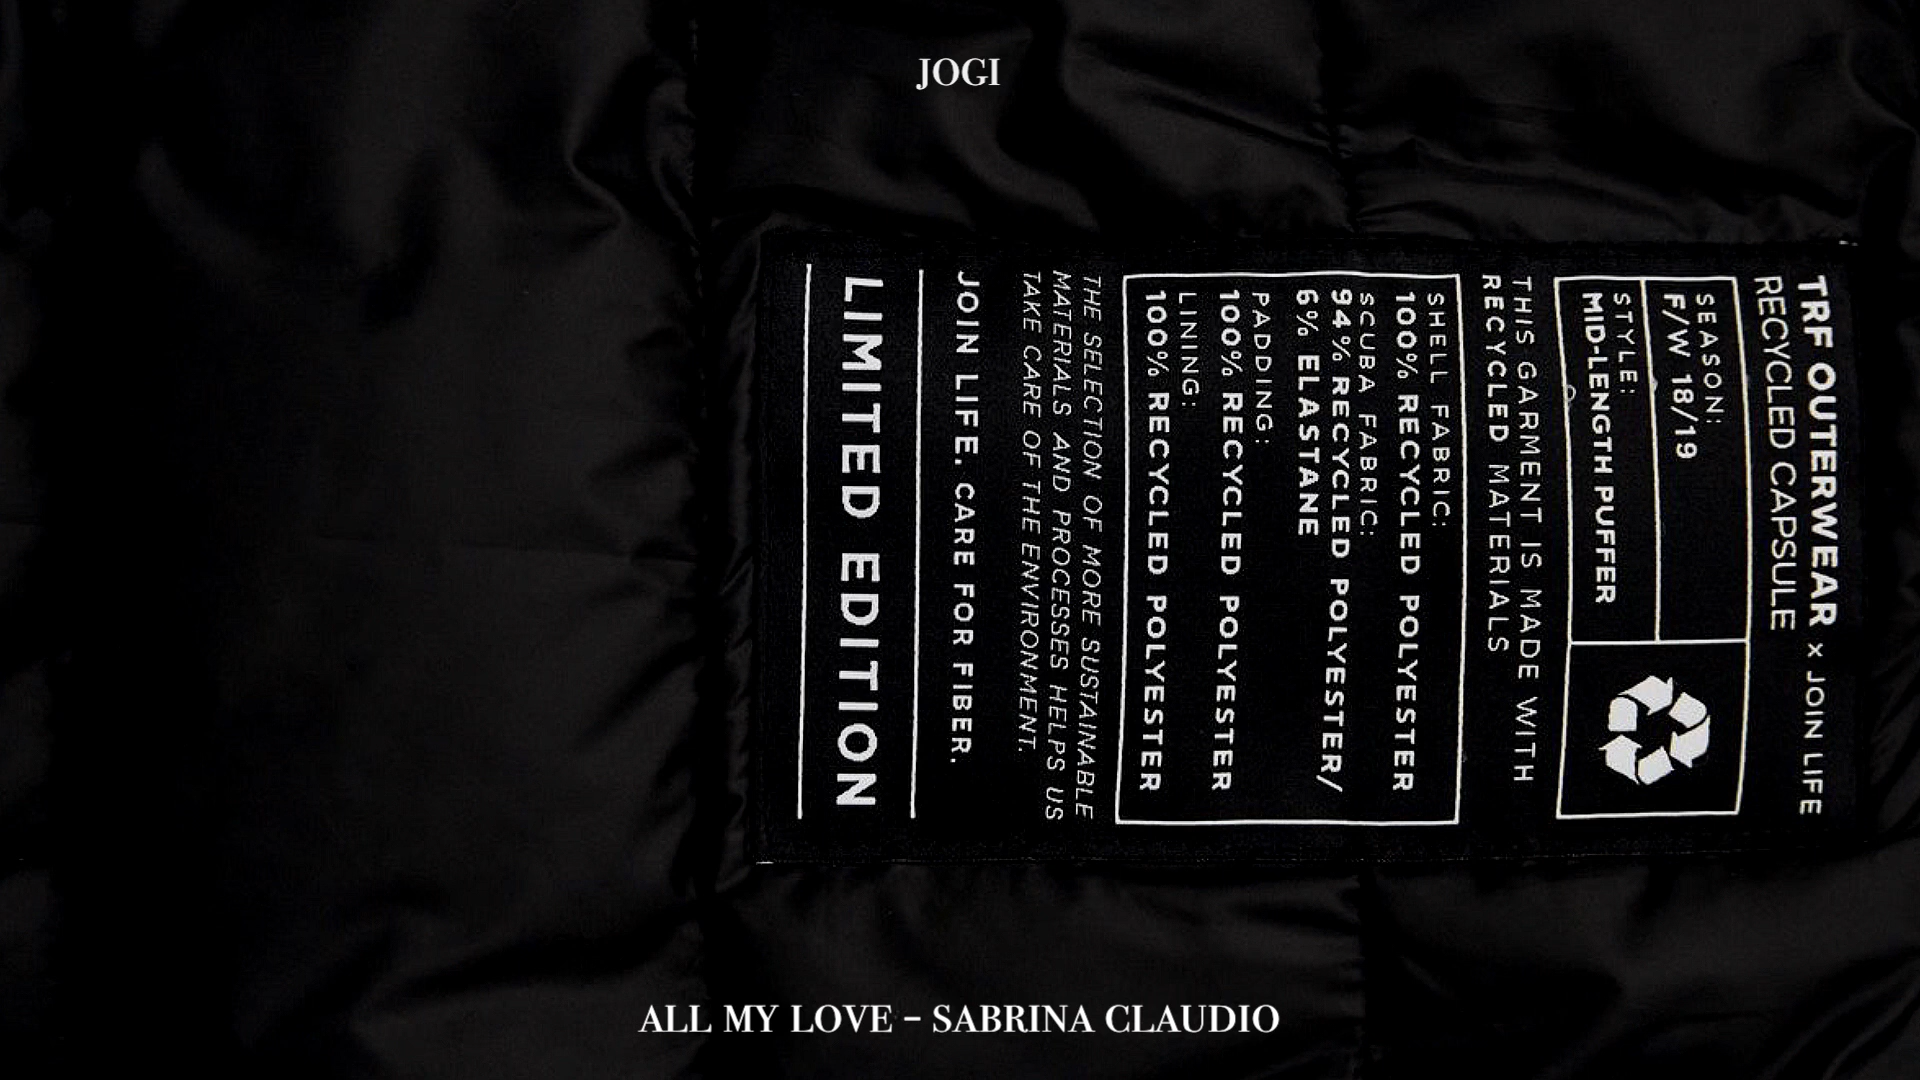 JOGI
TRF OUTERWEAR x JOIN LIFE
RECYCLED CAPSULE
SEASON:
F/W 18/19
STYLE:
MID-LENGTH PUFFER
THIS GARMENT IS MADE WITH
RECYCLED MATERIALS
SHELL FABRIC:
100% RECYCLED POLYESTER
SCUBA FABRIC:
94% RECYCLED POLYESTER/
6% ELASTANE
PADDING:
100% RECYCLED POLYESTER
LINING:
100% RECYCLED POLYESTER
THE SELECTION OF MORE SUSTAINABLE
MATERIALS AND PROCESSES HELPS US
TAKE CARE OF THE ENVIRONMENT.
JOIN LIFE. CARE FOR FIBER.
LIMITED EDITION
ALL MY LOVE - SABRINA CLAUDIO